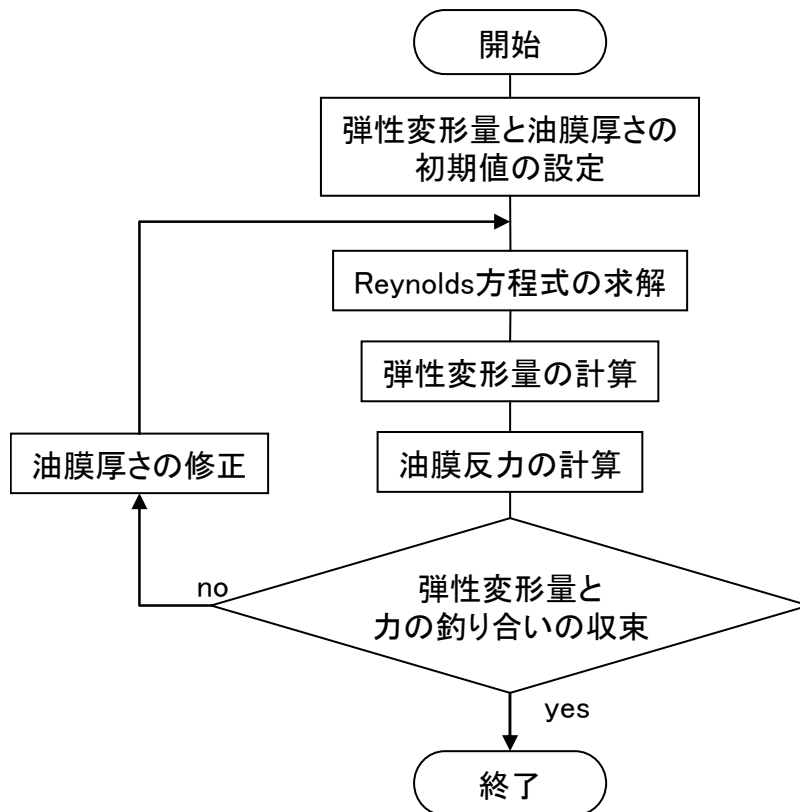 開始
弾性変形量と油膜厚さの
初期値の設定
Reynolds方程式の求解
弾性変形量の計算
油膜反力の計算
油膜厚さの修正
no
弾性変形量と
力の釣り合いの収束
yes
終了